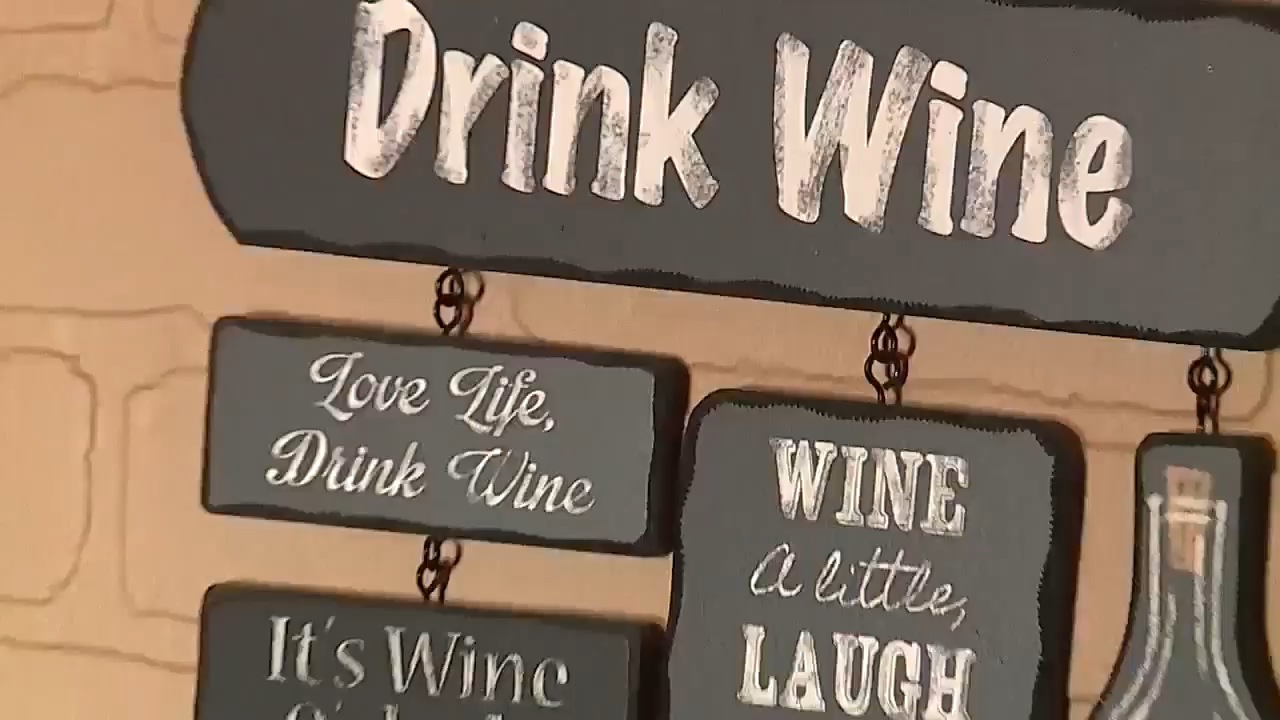 Drink Wine
Love Life,
Drink Wine
It's Wine
WINE
A little,
LAUGH